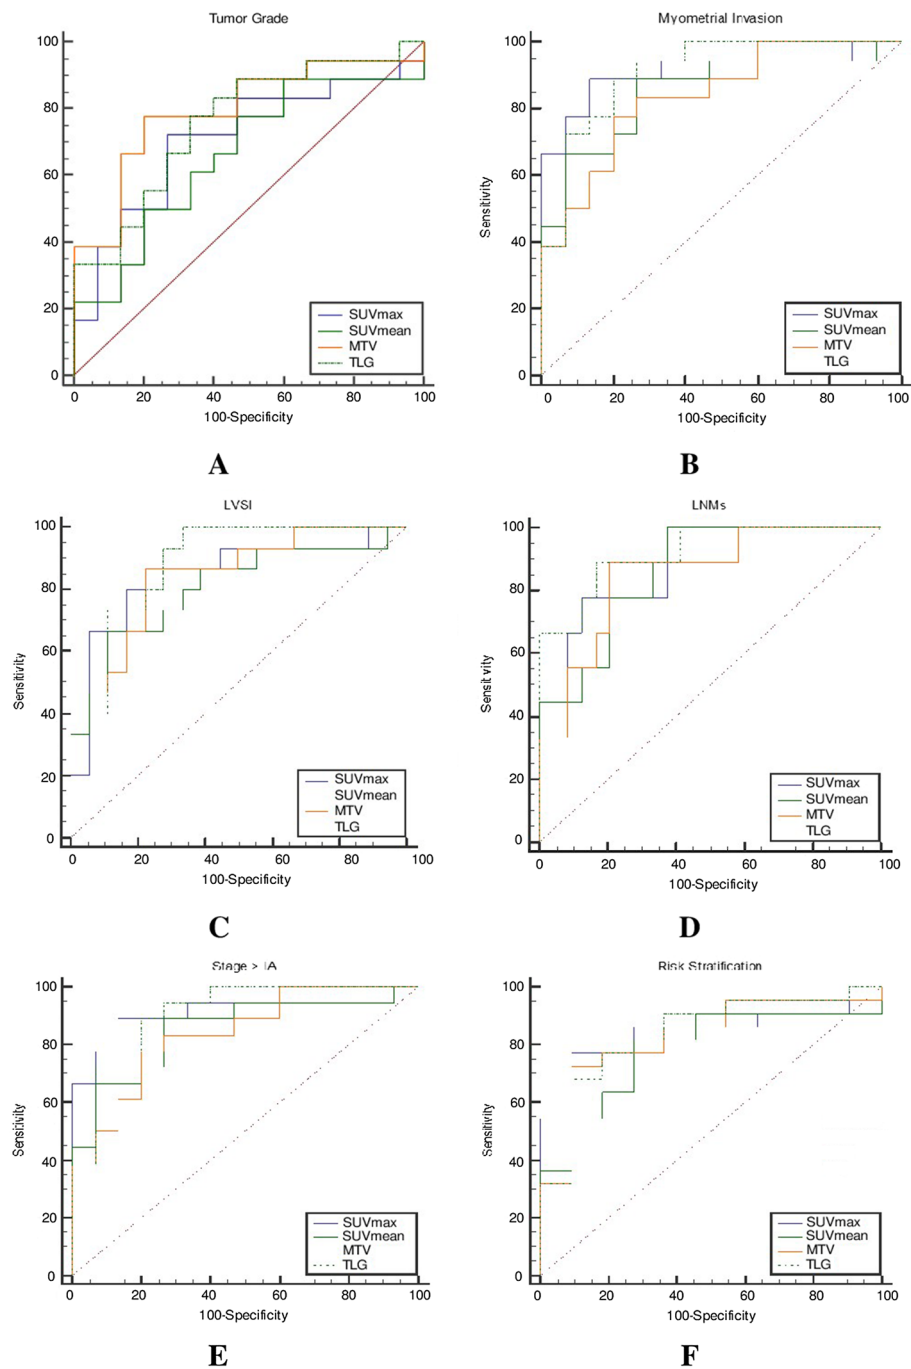 Tumor Grade
100
80
60
40
20
0
SUVmax
SUVmean
MTV
TLG
0 20 40 60 80 100
100-Specificity
A
Myometrial Invasion
Sensitivity
100
80
60
40
20
0
SUVmax
SUVmean
MTV
TLG
0 20 40 60 80 100
100-Specificity
B
LVSI
Sensitivity
100
80
60
40
20
0
SUVmax
SUVmean
MTV
TLG
0 20 40 60 80 100
100-Specificity
C
LNMs
Sensit vity
100
80
60
40
20
0
SUVmax
SUVmean
MTV
TLG
0 20 40 60 80 100
100-Specificity
D
Stage > IA
Sensitivity
100
80
60
40
20
0
SUVmax
SUVmean
MTV
TLG
0 20 40 60 80 100
100-Specificity
E
Risk Stratification
Sensitivity
100
80
60
40
20
0
SUVmax
SUVmean
MTV
TLG
0 20 40 60 80 100
100-Specificity
F